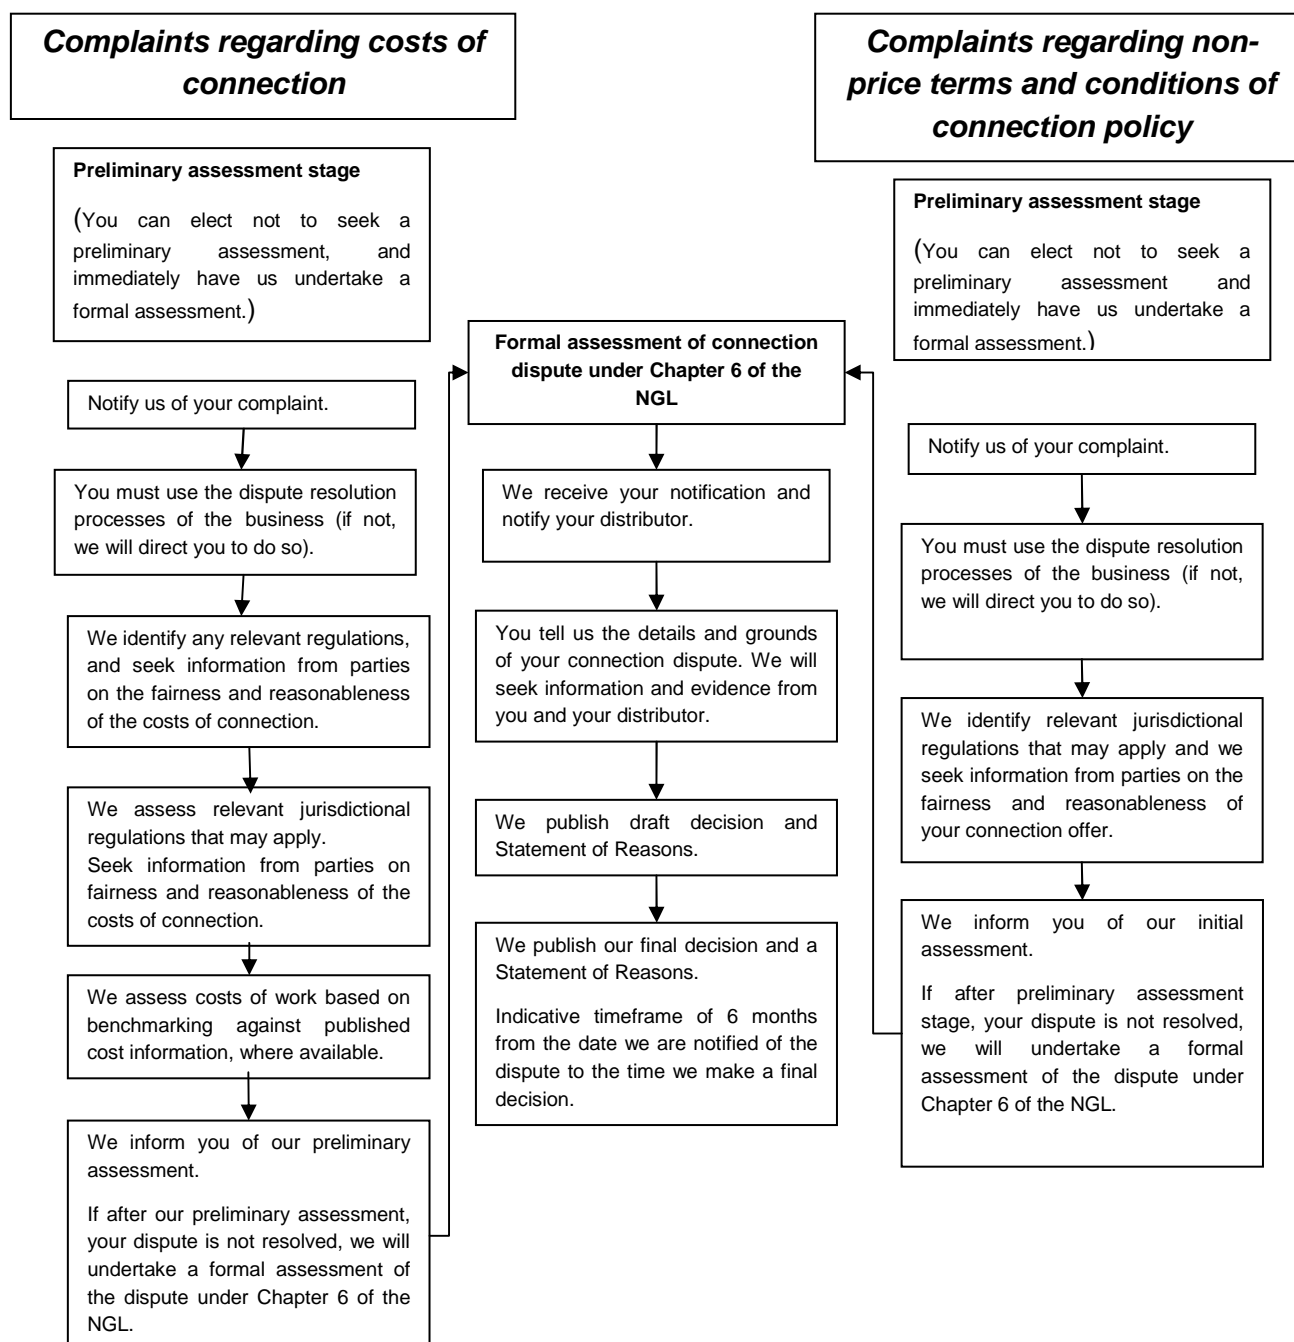 Complaints regarding costs of
connection
Preliminary assessment stage
(You can elect not to seek a
preliminary assessment, and
immediately have us undertake a
formal assessment.)
Notify us of your complaint.
You must use the dispute resolution
processes of the business (if not,
we will direct you to do so).
We identify any relevant regulations,
and seek information from parties
on the fairness and reasonableness
of the costs of connection.
We assess relevant jurisdictional
regulations that may apply.
Seek information from parties on
fairness and reasonableness of the
costs of connection.
We assess costs of work based on
benchmarking against published
cost information, where available.
We inform you of our preliminary
assessment.
If after our preliminary assessment,
your dispute is not resolved, we will
undertake a formal assessment of
the dispute under Chapter 6 of the
NGL.
Formal assessment of connection
dispute under Chapter 6 of the
NGL
We receive your notification and
notify your distributor.
You tell us the details and grounds
of your connection dispute. We will
seek information and evidence from
you and your distributor.
We publish draft decision and
Statement of Reasons.
We publish our final decision and a
Statement of Reasons.
Indicative timeframe of 6 months
from the date we are notified of the
dispute to the time we make a final
decision.
Complaints regarding non-
price terms and conditions of
connection policy
Preliminary assessment stage
(You can elect not to seek a
preliminary assessment and
immediately have us undertake a
formal assessment.)
Notify us of your complaint.
You must use the dispute resolution
processes of the business (if not,
we will direct you to do so).
We identify relevant jurisdictional
regulations that may apply and we
seek information from parties on the
fairness and reasonableness of
your connection offer.
We inform you of our initial
assessment.
If after preliminary assessment
stage, your dispute is not resolved,
we will undertake a formal
assessment of the dispute under
Chapter 6 of the NGL.